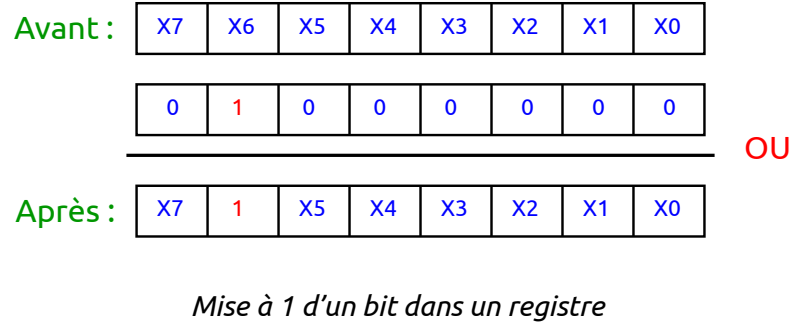 Avant : X7 X6 X5 X4 X3 X2 X1 X0
0 1 0 0 0 0 0 0
OU
Après : X7 1 X5 X4 X3 X2 X1 X0
Mise à 1 d'un bit dans un registre